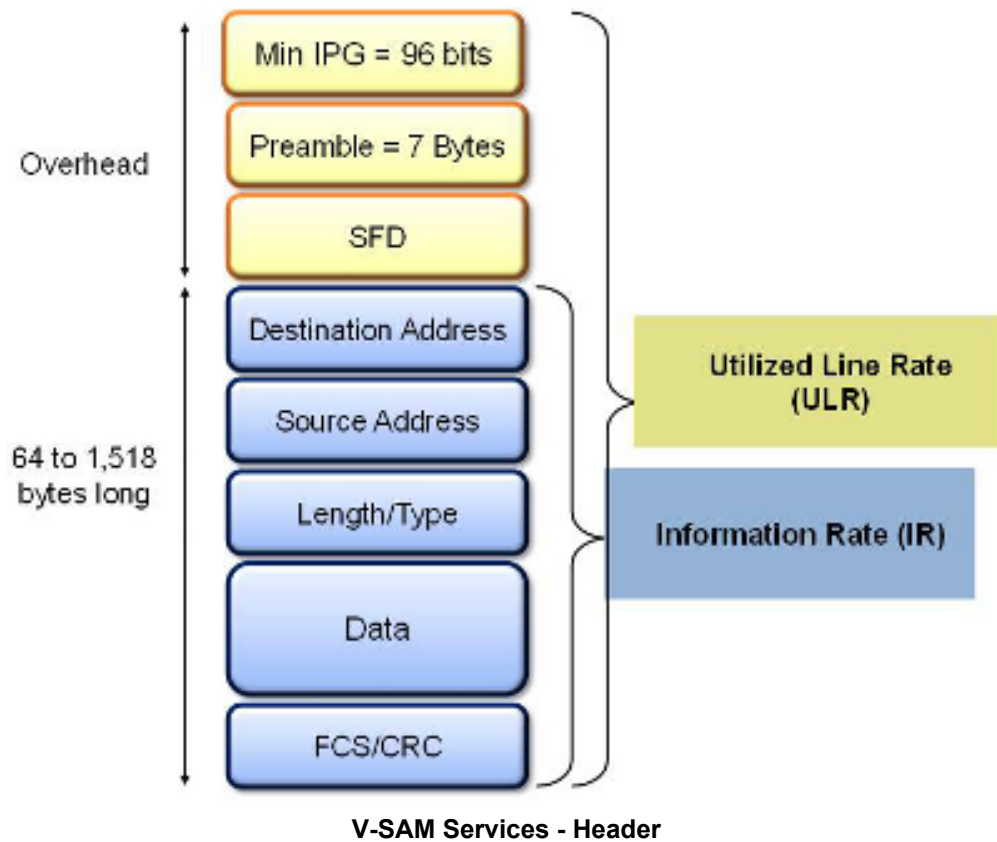 Min IPG = 96 bits
Preamble = 7 Bytes
Overhead
SFD
Destination Address
Source Address
64 to 1,518
bytes long
Length/Type
Data
FCS/CRC
Utilized Line Rate
(ULR)
Information Rate (IR)
V-SAM Services - Header